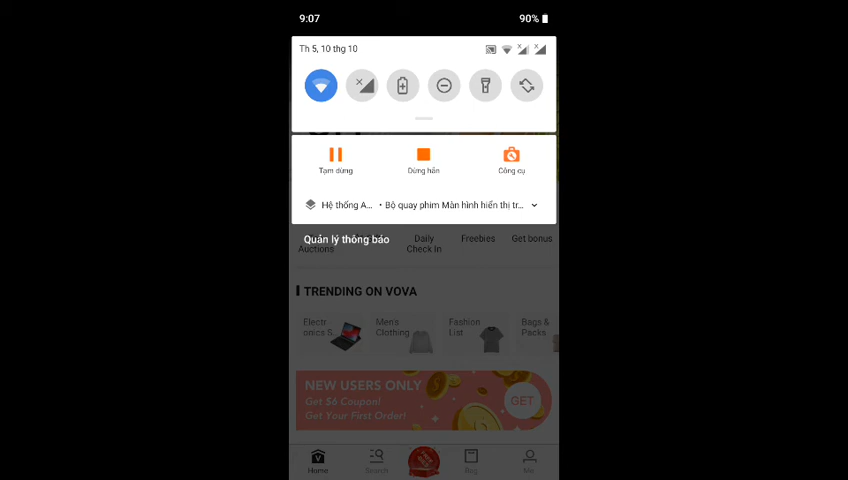 9:07
90%
Th 5, 10 thg 10
Tạm dừng
Dừng hẳn
Công cụ
Hệ thống A... • Bộ quay phim Màn hình hiển thị tr...
Quản lý thông báo
Auctions
Daily
Check In
Freebies
Get bonus
TRENDING ON VOVA
Electr
onics S...
Men's
Clothing
Fashion
List
Bags &
Packs
NEW USERS ONLY
Get $6 Coupon!
Get Your First Order!
GET
Home
Search
Bag
Me